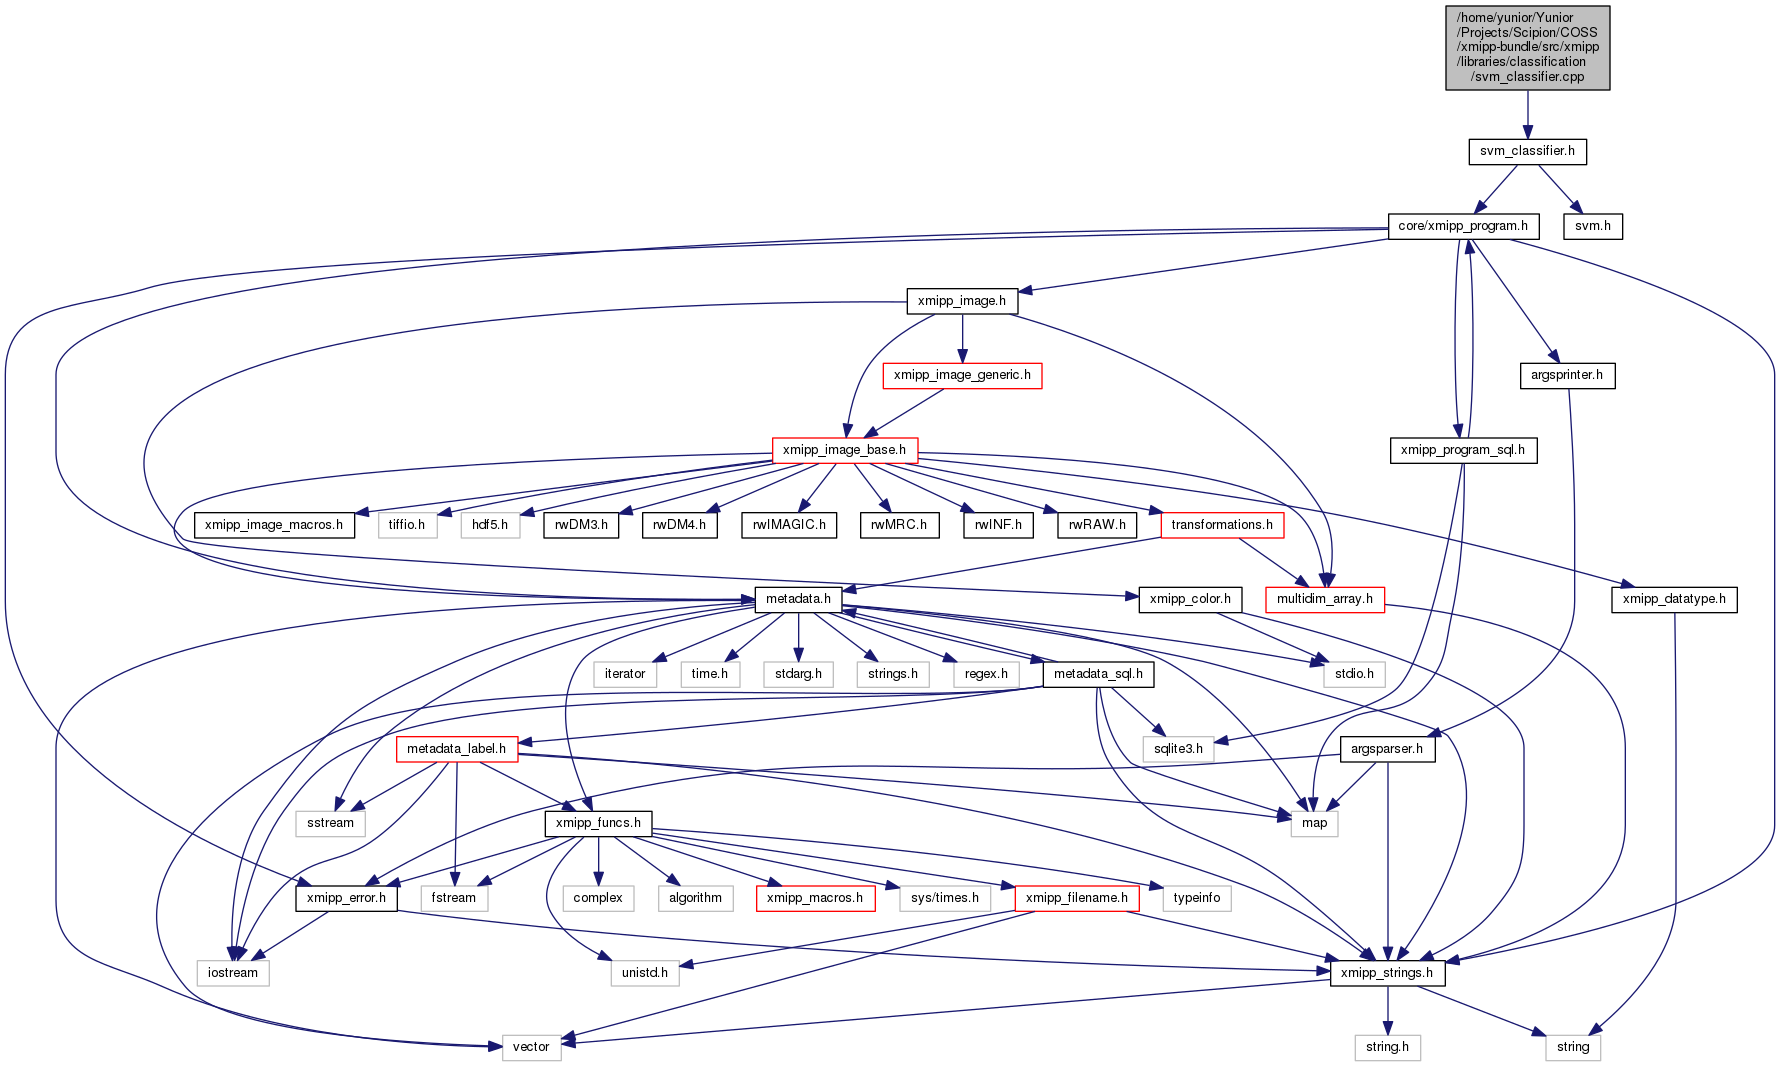 /home/yunior/Yunior
/Projects/Scipion/COSS
/xmipp-bundle/src/xmipp
/libraries/classification
/svm_classifier.cpp
svm_classifier.h
core/xmipp_program.h
svm.h
xmipp_image.h
xmipp_image_generic.h
argsprinter.h
xmipp_image_base.h
xmipp_program_sql.h
xmipp_image_macros.h
tiffio.h
hdf5.h
rwDM3.h
rwDM4.h
rwIMAGIC.h
rwMRC.h
rwINF.h
rwRAW.h
transformations.h
metadata.h
xmipp_color.h
multidim_array.h
xmipp_datatype.h
iterator
time.h
stdarg.h
strings.h
regex.h
metadata_sql.h
stdio.h
metadata_label.h
sqlite3.h
argsparser.h
sstream
xmipp_funcs.h
map
xmipp_error.h
fstream
complex
algorithm
xmipp_macros.h
sys/times.h
xmipp_filename.h
typeinfo
iostream
unistd.h
xmipp_strings.h
vector
string.h
string